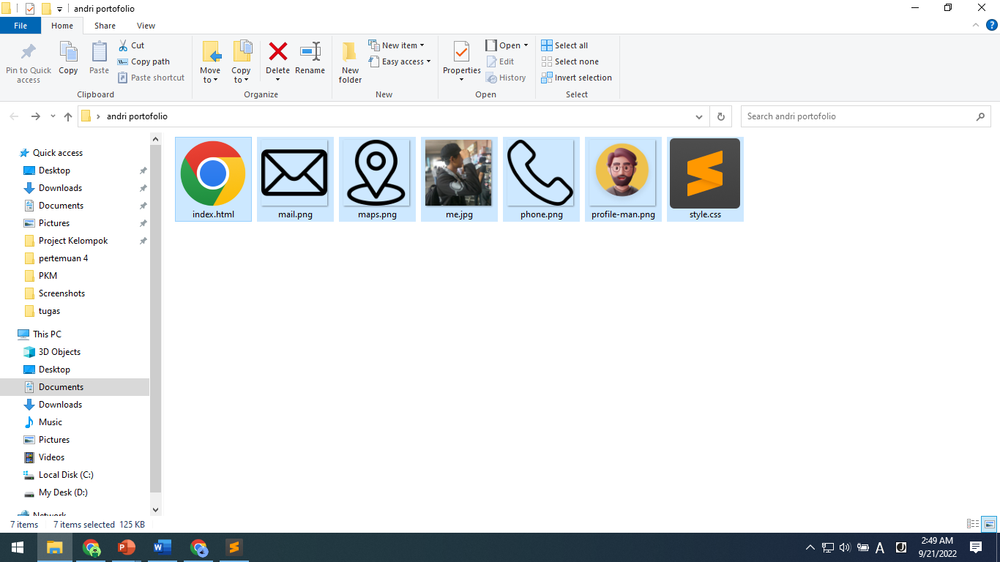 andri portofolio
File Home Share View
Pin to Quick access
Copy
Paste
Cut
Copy path
Paste shortcut
Clipboard
Move to
Copy to
Delete
Rename
Organize
New folder
New item
Easy access
New
Properties
Open
Edit
History
Open
Select all
Select none
Invert selection
Select
andri portofolio
Search andri portofolio
Quick access
Desktop
Downloads
Documents
Pictures
Project Kelompok
pertemuan 4
PKM
Screenshots
tugas
This PC
3D Objects
Desktop
Documents
Downloads
Music
Pictures
Videos
Local Disk (C:)
My Desk (D:)
Network
index.html
mail.png
maps.png
me.jpg
phone.png
profile-man.png
style.css
7 items 7 items selected 125 KB
A
2:49 AM
9/21/2022